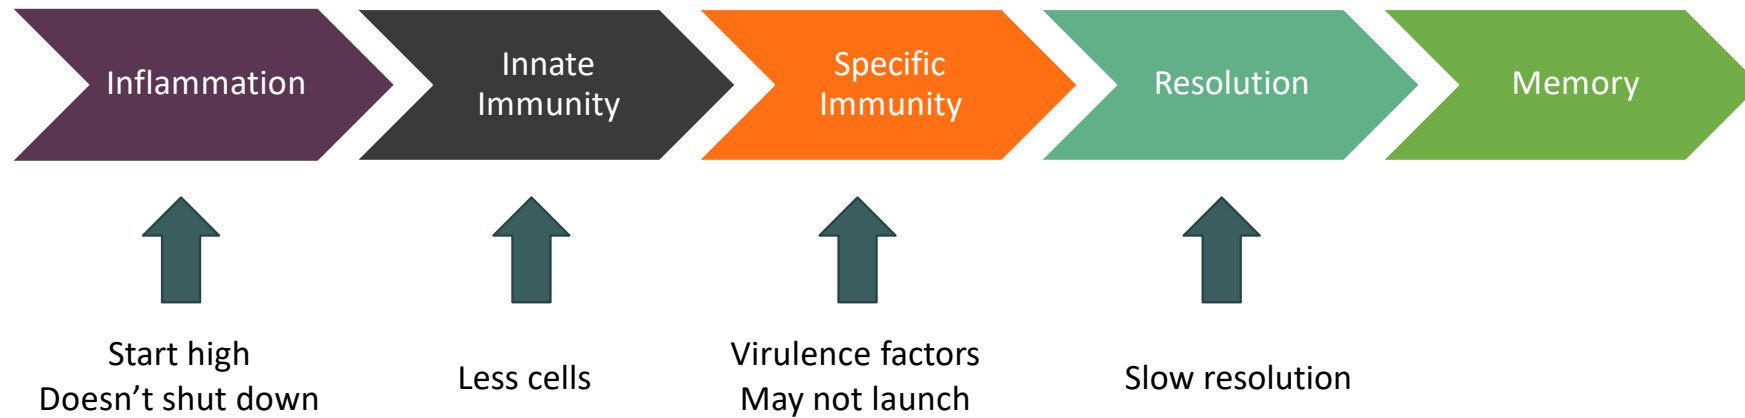 Inflammation
Innate
Immunity
Specific
Immunity
Resolution
Memory
Start high
Doesn't shut down
Less cells
Virulence factors
May not launch
Slow resolution